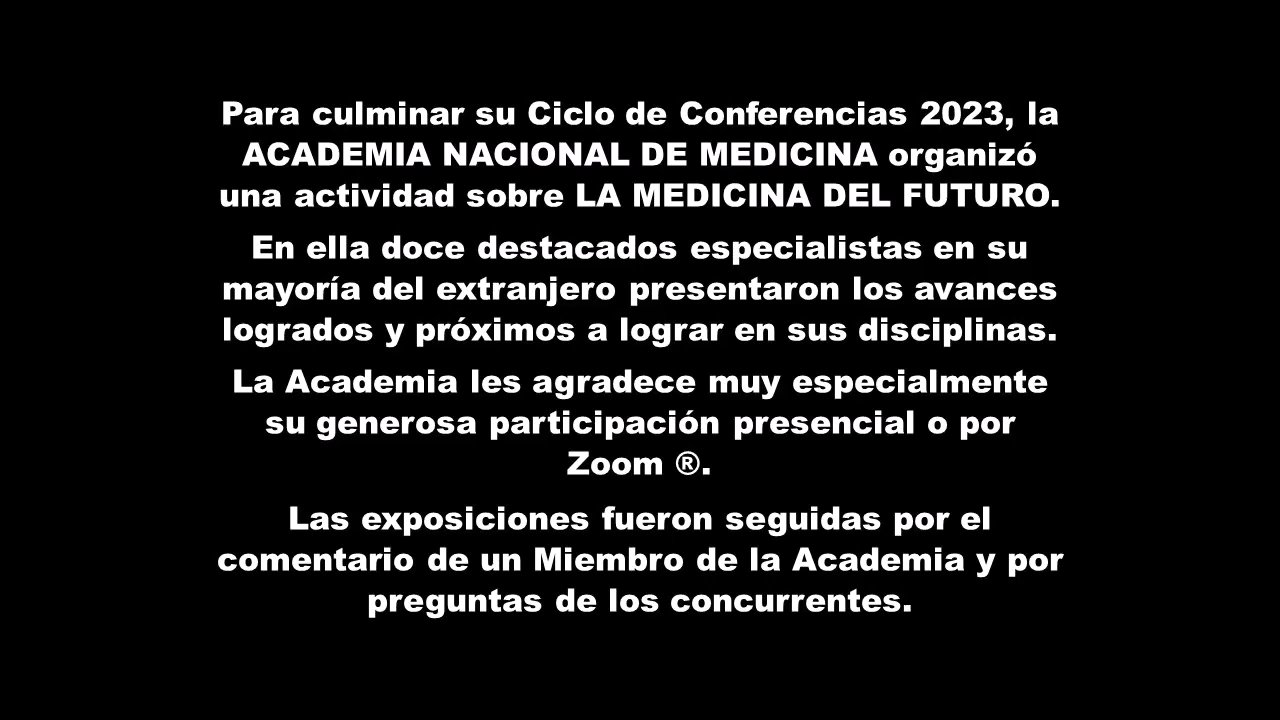 Para culminar su Ciclo de Conferencias 2023, la
ACADEMIA NACIONAL DE MEDICINA organizó
una actividad sobre LA MEDICINA DEL FUTURO.
En ella doce destacados especialistas en su
mayoría del extranjero presentaron los avances
logrados y próximos a lograr en sus disciplinas.
La Academia les agradece muy especialmente
su generosa participación presencial o por
Zoom ®.
Las exposiciones fueron seguidas por el
comentario de un Miembro de la Academia y por
preguntas de los concurrentes.